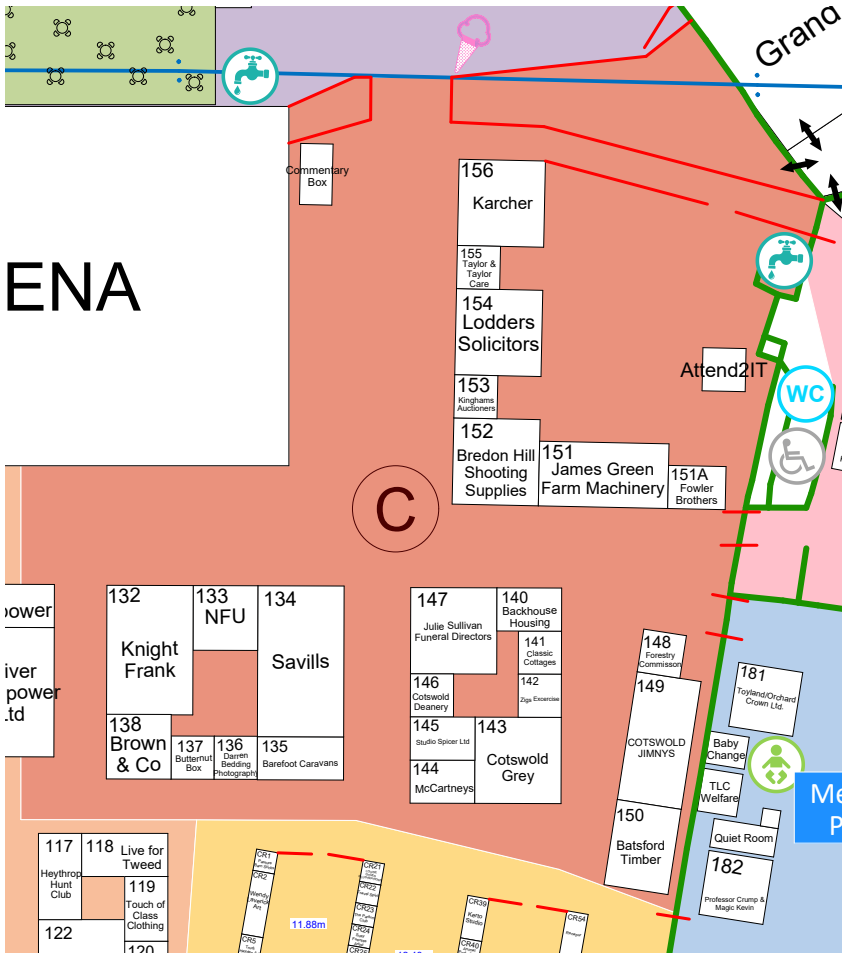 Grand
Commentary
Box
ENA
156
Karcher
155
Taylor &
Taylor
Care
154
Lodders
Solicitors
153
Kinghams
Auctioners
152
Bredon Hill
Shooting
Supplies
151
James Green
Farm Machinery
151A
Fowler
Brothers
Attend2IT
WC
C
power
iver
power
td
132
Knight
Frank
133
NFU
134
Savills
138
Brown
& Co
137
Butternut
Box
136
Darren
Bedding
Photography
135
Barefoot Caravans
147
Julie Sullivan
Funeral Directors
140
Backhouse
Housing
141
Classic
Cottages
146
Cotswold
Deanery
142
Zigs Excercise
145
Studio Spicer Ltd
143
Cotswold
Grey
144
McCartneys
148
Forestry
Commisson
149
COTSWOLD
JIMNYS
150
Batsford
Timber
181
Toyland/Orchard
Crown Ltd.
Baby
Change
TLC
Welfare
Me
P
Quiet Room
182
Professor Crump &
Magic Kevin
117
Heythrop
Hunt
Club
118
Live for
Tweed
119
Touch of
Class
Clothing
122
120
CR1
CR2
Art
CR5
11.88m
CR21
CR22
CR23
CR24
CR39
Studio
CR40
CR54